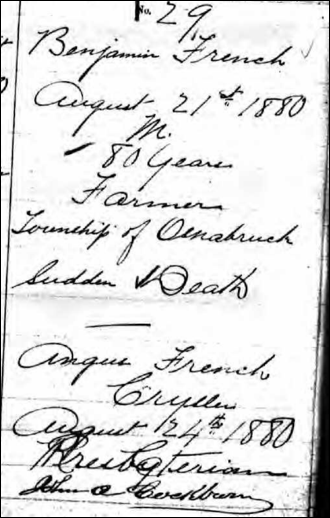 No. 29
Benjamin French
August 21st 1880
M.
80 Years
Farmer
Township of Osnabruck
Sudden Death
Angus French
August 24th 1880
Presbyterian
John A Cockburn